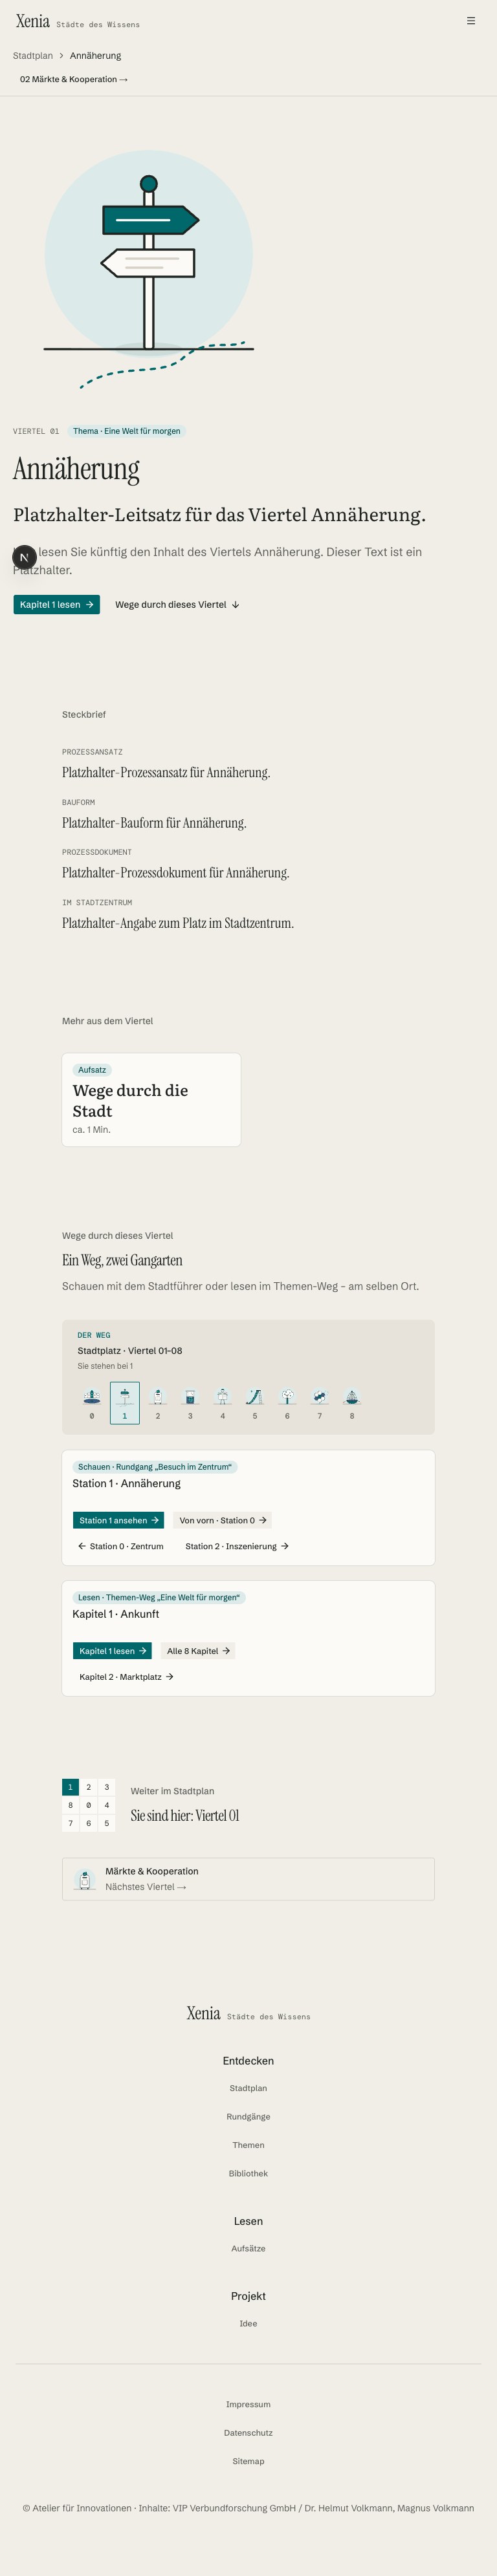 Xenia Städte des Wissens
Stadtplan > Annäherung
02 Märkte & Kooperation →
VIERTEL 01 Thema · Eine Welt für morgen
Annäherung
Platzhalter-Leitsatz für das Viertel Annäherung.
lesen Sie künftig den Inhalt des Viertels Annäherung. Dieser Text ist ein
Platzhalter.
N
Kapitel 1 lesen → Wege durch dieses Viertel ↓
Steckbrief
PROZESSANSATZ
Platzhalter-Prozessansatz für Annäherung.
BAUFORM
Platzhalter-Bauform für Annäherung.
PROZESSDOKUMENT
Platzhalter-Prozessdokument für Annäherung.
IM STADTZENTRUM
Platzhalter-Angabe zum Platz im Stadtzentrum.
Mehr aus dem Viertel
Aufsatz
Wege durch die
Stadt
ca. 1 Min.
Wege durch dieses Viertel
Ein Weg, zwei Gangarten
Schauen mit dem Stadtführer oder lesen im Themen-Weg – am selben Ort.
DER WEG
Stadtplatz · Viertel 01–08
Sie stehen bei 1
0 1 2 3 4 5 6 7 8
Schauen · Rundgang „Besuch im Zentrum“
Station 1 · Annäherung
Station 1 ansehen → Von vorn · Station 0 →
← Station 0 · Zentrum Station 2 · Inszenierung →
Lesen · Themen-Weg „Eine Welt für morgen“
Kapitel 1 · Ankunft
Kapitel 1 lesen → Alle 8 Kapitel →
Kapitel 2 · Marktplatz →
1 2 3
8 0 4
7 6 5
Weiter im Stadtplan
Sie sind hier: Viertel 01
Märkte & Kooperation
Nächstes Viertel →
Xenia Städte des Wissens
Entdecken
Stadtplan
Rundgänge
Themen
Bibliothek
Lesen
Aufsätze
Projekt
Idee
Impressum
Datenschutz
Sitemap
© Atelier für Innovationen · Inhalte: VIP Verbundforschung GmbH / Dr. Helmut Volkmann, Magnus Volkmann